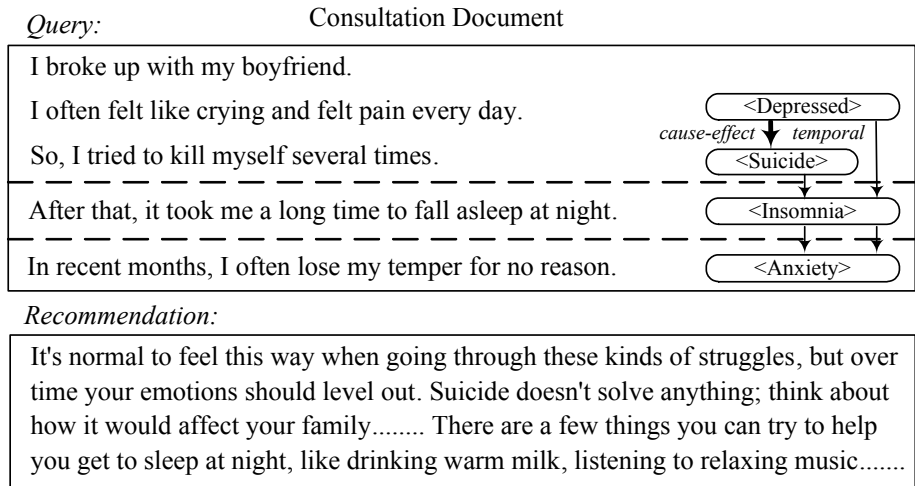 Query:
Consultation Document
I broke up with my boyfriend.
I often felt like crying and felt pain every day.
<Depressed>
cause-effect temporal
So, I tried to kill myself several times.
<Suicide>
After that, it took me a long time to fall asleep at night.
<Insomnia>
In recent months, I often lose my temper for no reason.
<Anxiety>
Recommendation:
It's normal to feel this way when going through these kinds of struggles, but over
time your emotions should level out. Suicide doesn't solve anything; think about
how it would affect your family........ There are a few things you can try to help
you get to sleep at night, like drinking warm milk, listening to relaxing music.......